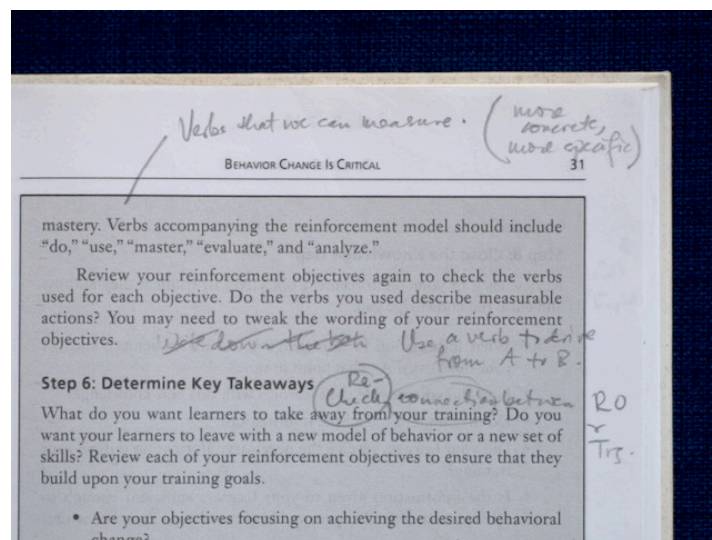 Verbs that we can measure. (more
concrete,
more specific)
BEHAVIOR CHANGE IS CRITICAL 31
mastery. Verbs accompanying the reinforcement model should include
“do,” “use,” “master,” “evaluate,” and “analyze.”
Review your reinforcement objectives again to check the verbs
used for each objective. Do the verbs you used describe measurable
actions? You may need to tweak the wording of your reinforcement
objectives. Use a verb to drive
from A to B.
Step 6: Determine Key Takeaways
Re-
Check connection between RO
What do you want learners to take away from your training? Do you
want your learners to leave with a new model of behavior or a new set of
skills? Review each of your reinforcement objectives to ensure that they
build upon your training goals.
• Are your objectives focusing on achieving the desired behavioral
change?